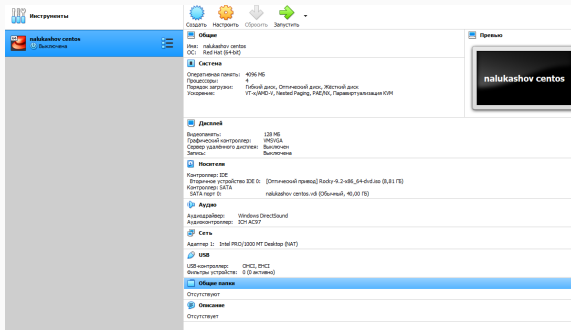 Инструменты
Создать Настроить Сбросить Запустить
nalukashov centos
Выключена
Общие
Имя: nalukashov centos
ОС: Red Hat (64-bit)
Система
Оперативная память: 4096 МБ
Процессоры: 4
Порядок загрузки: Гибкий диск, Оптический диск, Жёсткий диск
Ускорение: VT-x/AMD-V, Nested Paging, PAE/NX, Паравиртуализация KVM
Превью
nalukashov centos
Дисплей
Видеопамять: 128 МБ
Графический контроллер: VMSVGA
Сервер удалённого дисплея: Выключен
Запись: Выключена
Носители
Контроллер: IDE
Вторичное устройство IDE 0: [Оптический привод] Rocky-9.2-x86_64-dvd.iso (8,81 ГБ)
Контроллер: SATA
SATA порт 0: nalukashov centos.vdi (Обычный, 40,00 ГБ)
Аудио
Аудиодрайвер: Windows DirectSound
Аудиоконтроллер: ICH AC97
Сеть
Адаптер 1: Intel PRO/1000 MT Desktop (NAT)
USB
USB-контроллер: OHCI, EHCI
Фильтры устройств: 0 (0 активно)
Общие папки
Отсутствуют
Описание
Отсутствует